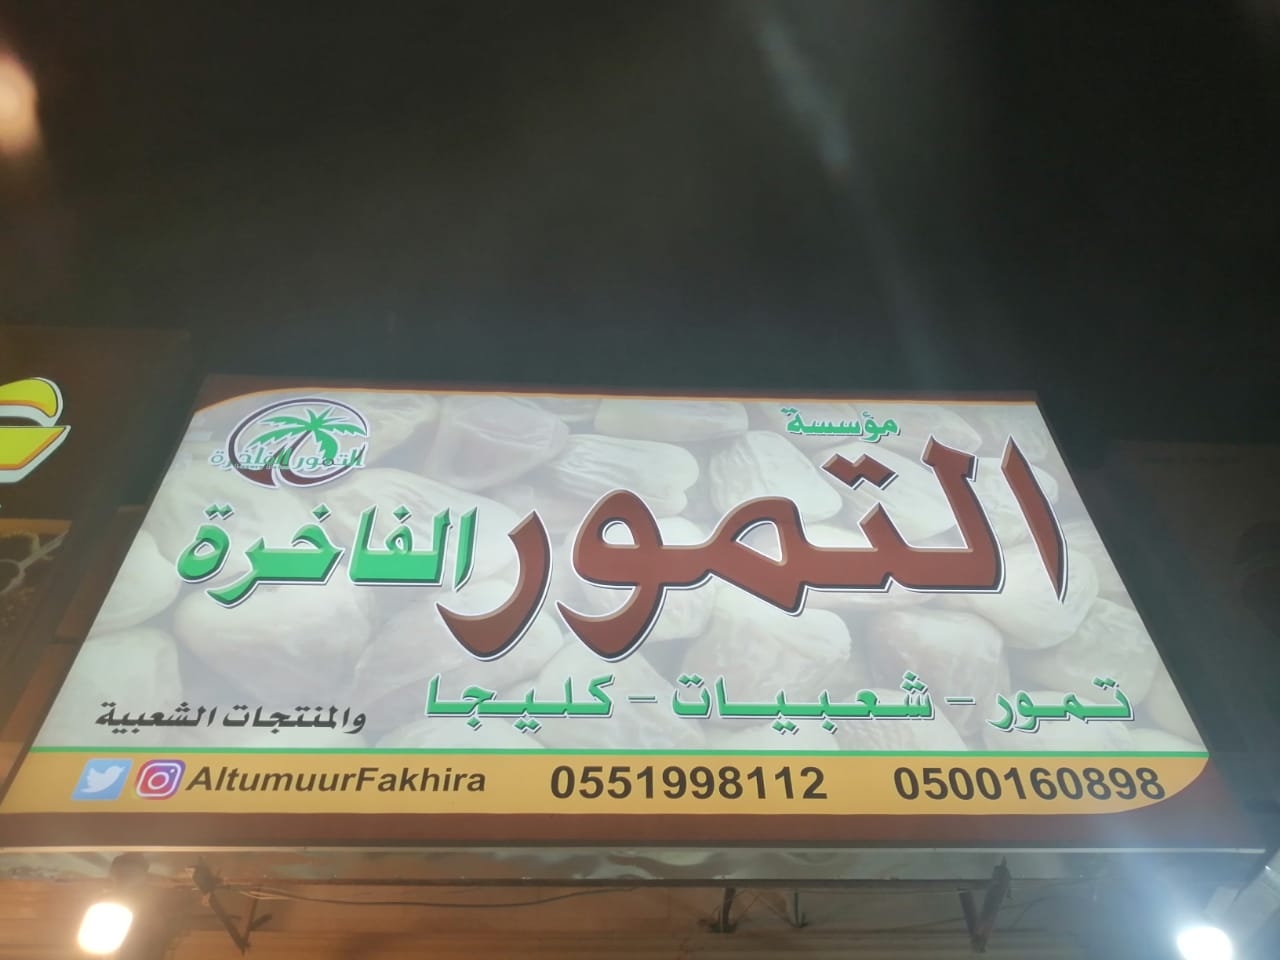 مؤسسة
التمور الفاخرة
التمور الفاخرة
تمور - شعبيات - كليجا
والمنتجات الشعبية
AltumuurFakhira 0551998112 0500160898